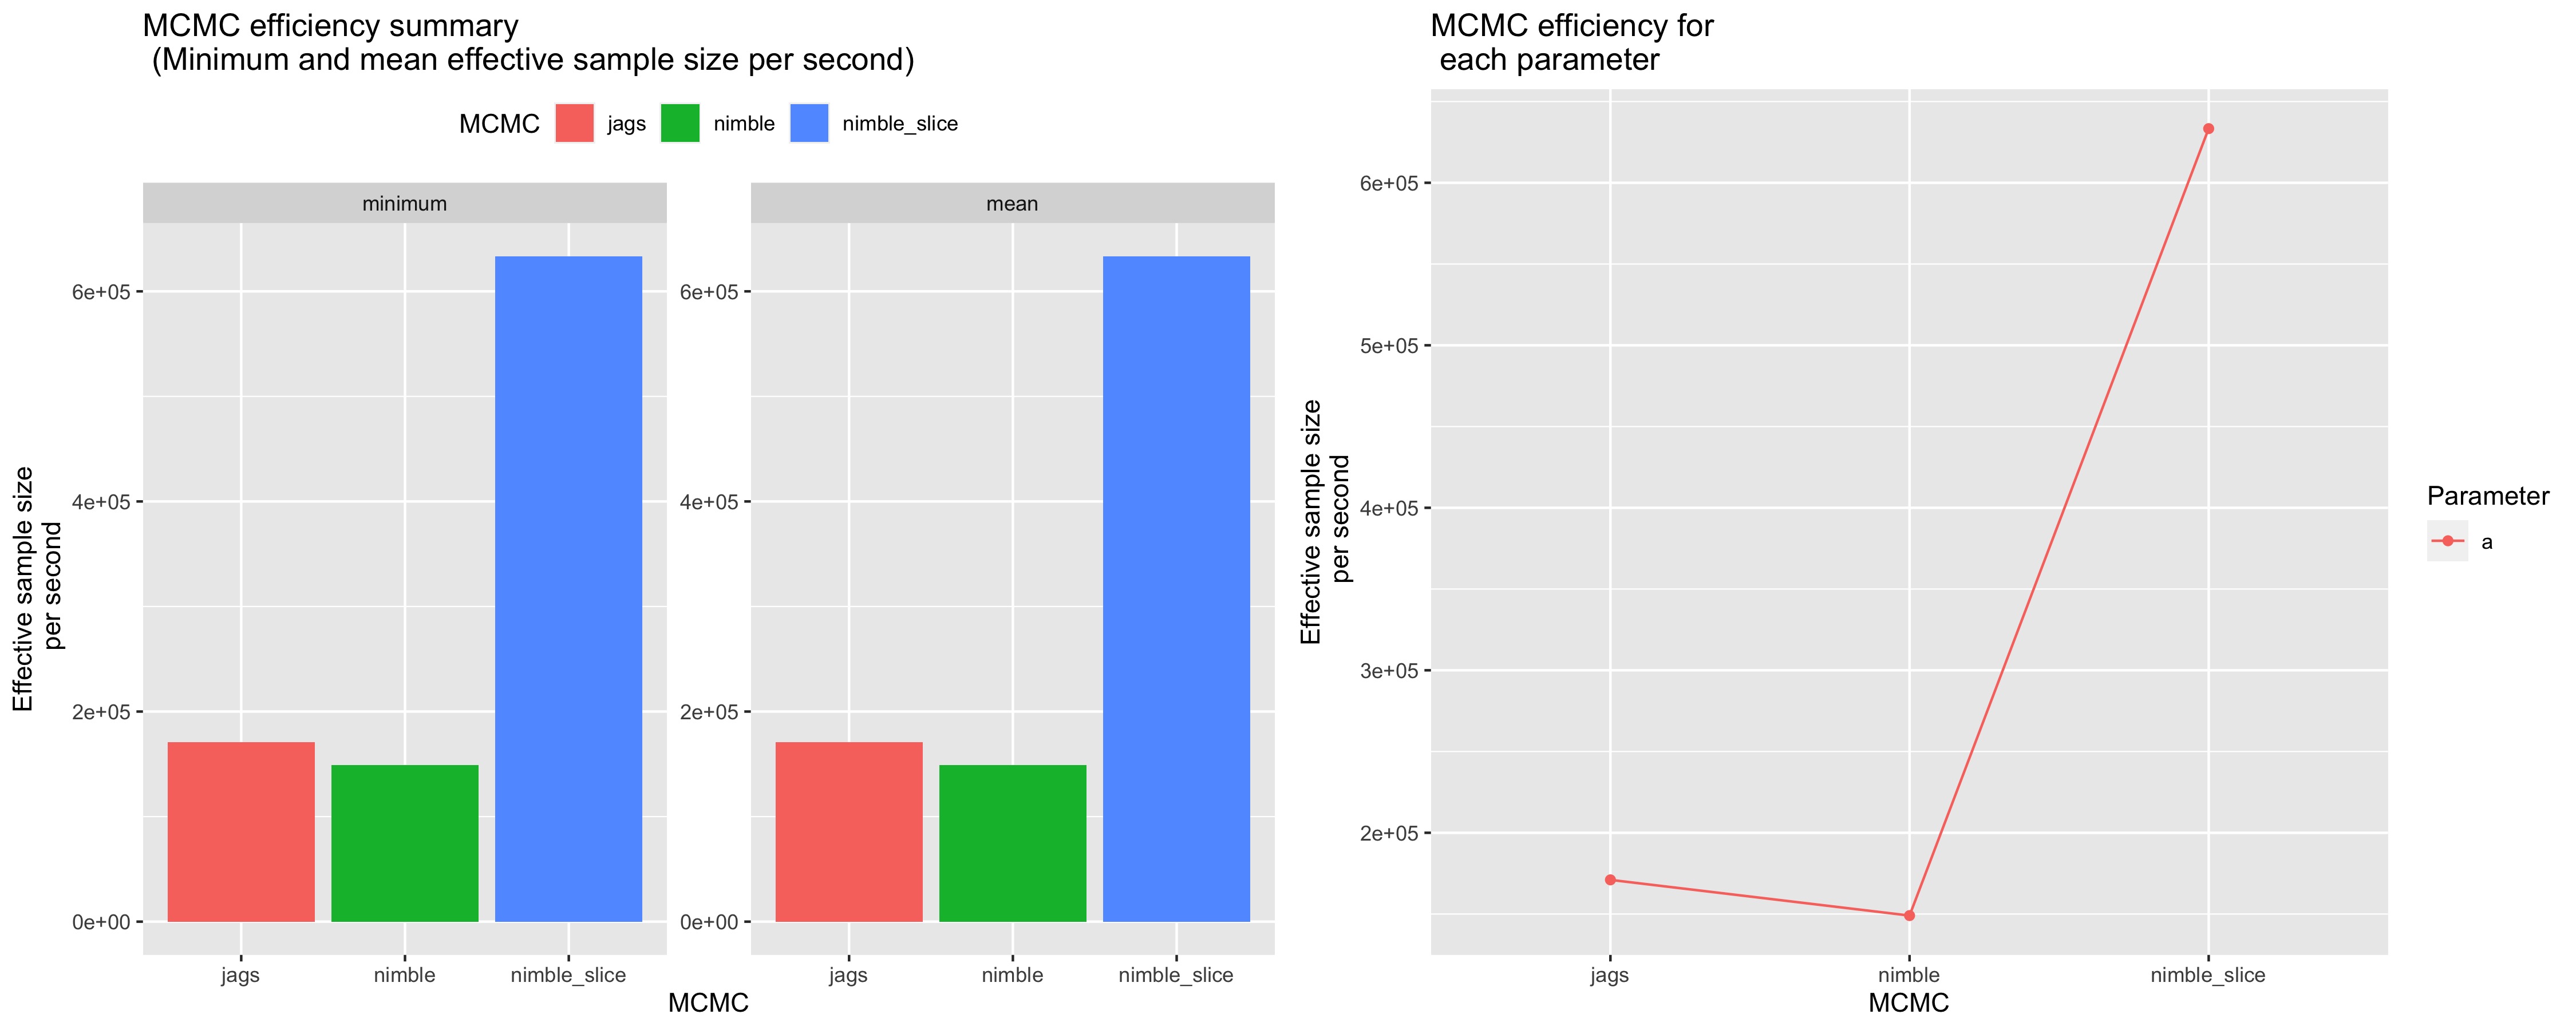 MCMC efficiency summary
(Minimum and mean effective sample size per second)
MCMC jags nimble nimble_slice
minimum
mean
Effective sample size
per second
6e+05
4e+05
2e+05
0e+00
6e+05
4e+05
2e+05
0e+00
jags nimble nimble_slice
jags nimble nimble_slice
MCMC
MCMC efficiency for
each parameter
Effective sample size
per second
6e+05
5e+05
4e+05
3e+05
2e+05
jags nimble nimble_slice
MCMC
Parameter
a